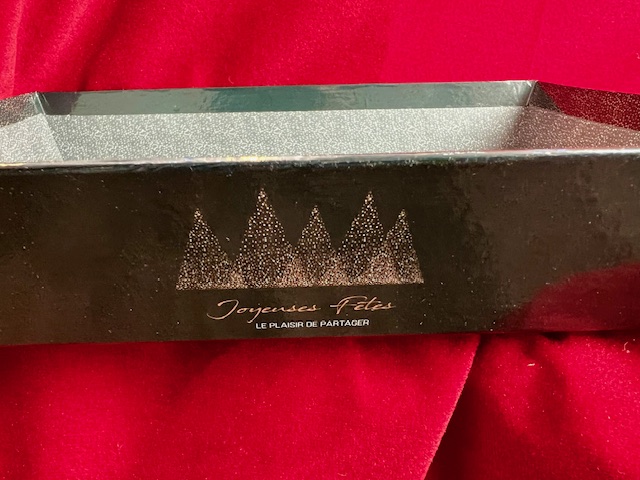 Joyeuses Fêtes
LE PLAISIR DE PARTAGER